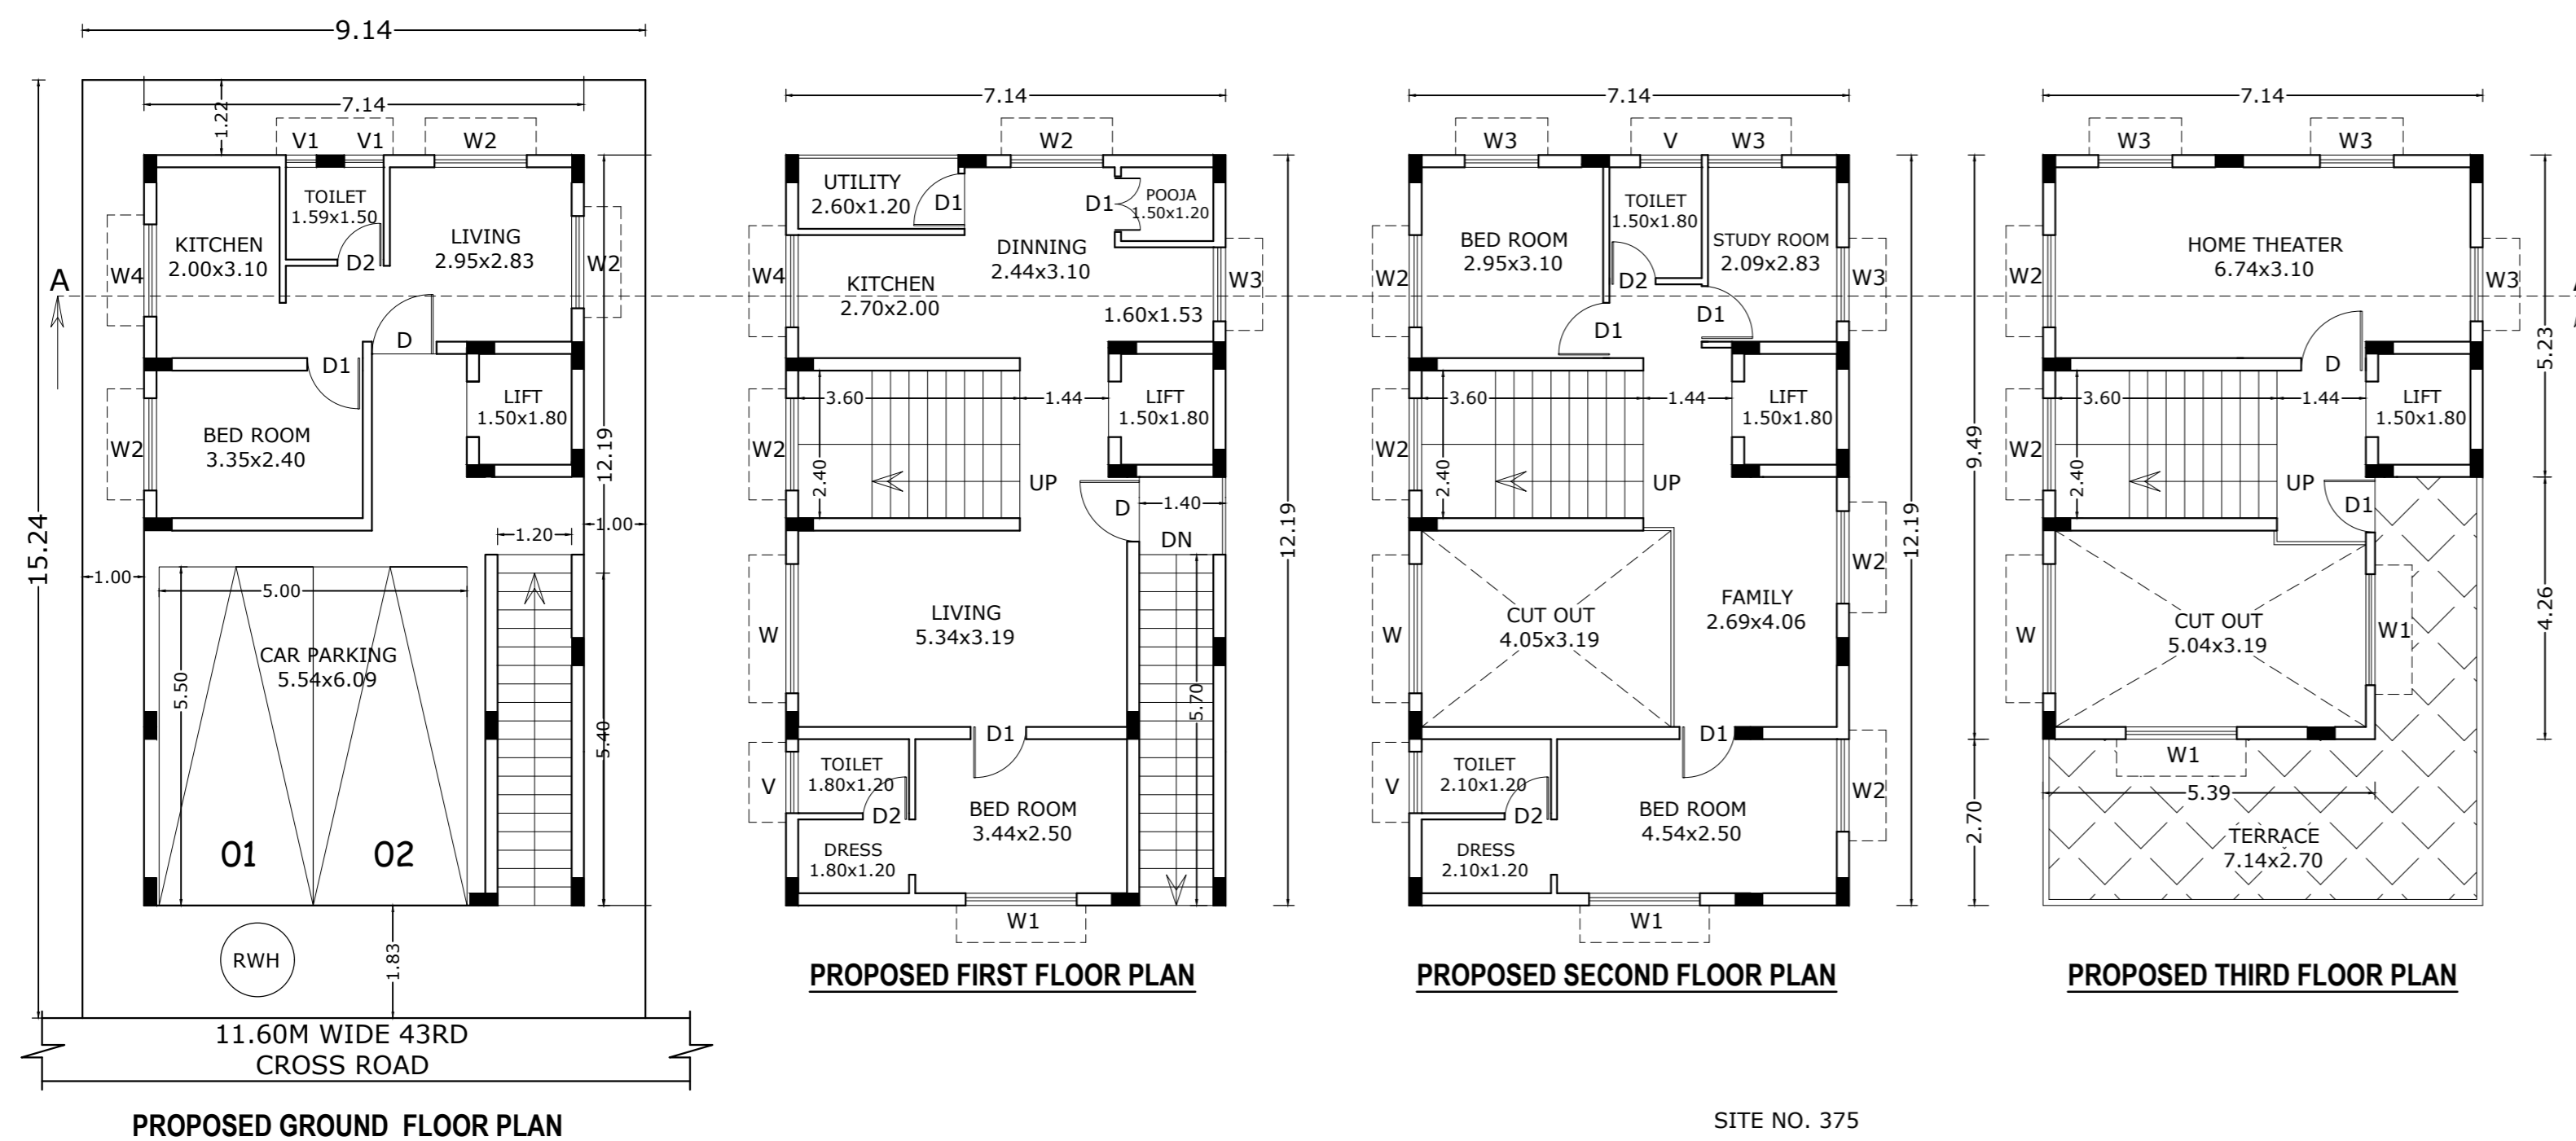 9.14
15.24
1.22
7.14
V1
V1
W2
TOILET
1.59x1.50
KITCHEN
2.00x3.10
LIVING
2.95x2.83
D2
W4
W2
A
D
D1
LIFT
1.50x1.80
BED ROOM
3.35x2.40
W2
12.19
1.00
1.20
1.00
5.00
CAR PARKING
5.54x6.09
5.50
5.40
01
02
RWH
1.83
11.60M WIDE 43RD
CROSS ROAD
PROPOSED GROUND FLOOR PLAN
7.14
W2
UTILITY
2.60x1.20
D1
D1
POOJA
1.50x1.20
DINNING
2.44x3.10
W4
KITCHEN
2.70x2.00
W3
1.60x1.53
3.60
1.44
LIFT
1.50x1.80
W2
2.40
UP
D
1.40
DN
12.19
LIVING
5.34x3.19
W
5.70
D1
TOILET
1.80x1.20
V
D2
BED ROOM
3.44x2.50
DRESS
1.80x1.20
W1
PROPOSED FIRST FLOOR PLAN
7.14
W3
V
W3
TOILET
1.50x1.80
BED ROOM
2.95x3.10
STUDY ROOM
2.09x2.83
W2
D2
W3
D1
D1
3.60
1.44
LIFT
1.50x1.80
W2
2.40
UP
12.19
W2
FAMILY
2.69x4.06
CUT OUT
4.05x3.19
W
D1
TOILET
2.10x1.20
V
D2
W2
BED ROOM
4.54x2.50
DRESS
2.10x1.20
W1
PROPOSED SECOND FLOOR PLAN
7.14
W3
W3
HOME THEATER
6.74x3.10
W2
W3
5.23
D
3.60
1.44
LIFT
1.50x1.80
9.49
W2
2.40
UP
D1
4.26
CUT OUT
5.04x3.19
W
W1
W1
5.39
2.70
TERRACE
7.14x2.70
PROPOSED THIRD FLOOR PLAN
SITE NO. 375